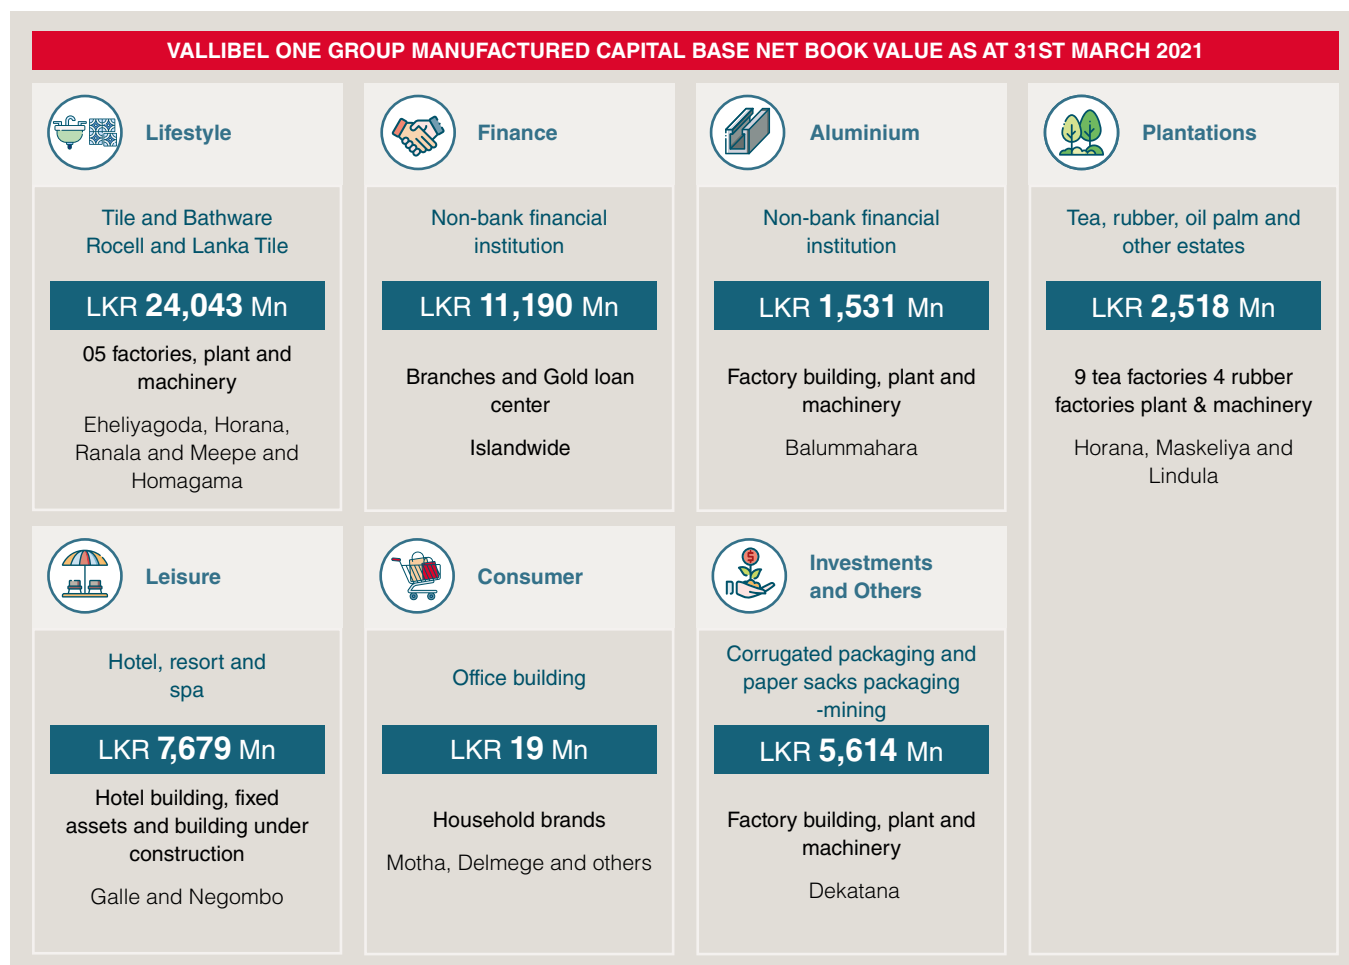 VALLIBEL ONE GROUP MANUFACTURED CAPITAL BASE NET BOOK VALUE AS AT 31ST MARCH 2021
Lifestyle
Tile and Bathware
Rocell and Lanka Tile
LKR 24,043 Mn
05 factories, plant and
machinery
Eheliyagoda, Horana,
Ranala and Meepe and
Homagama
Finance
Non-bank financial
institution
LKR 11,190 Mn
Branches and Gold loan
center
Islandwide
Aluminium
Non-bank financial
institution
LKR 1,531 Mn
Factory building, plant and
machinery
Balummahara
Plantations
Tea, rubber, oil palm and
other estates
LKR 2,518 Mn
9 tea factories 4 rubber
factories plant & machinery
Horana, Maskeliya and
Lindula
Leisure
Hotel, resort and
spa
LKR 7,679 Mn
Hotel building, fixed
assets and building under
construction
Galle and Negombo
Consumer
Office building
LKR 19 Mn
Household brands
Motha, Delmege and others
$
Investments
and Others
Corrugated packaging and
paper sacks packaging
-mining
LKR 5,614 Mn
Factory building, plant and
machinery
Dekatana